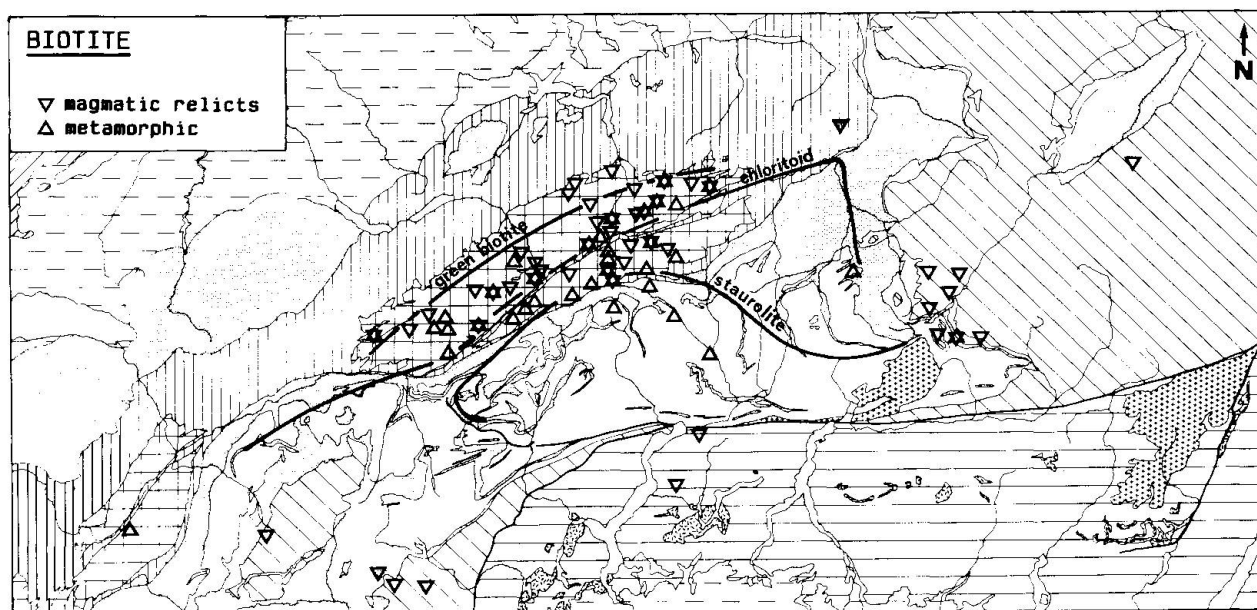 BIOTITE
▽ magmatic relicts
△ metamorphic
N
chloritoid
green biotite
staurolite